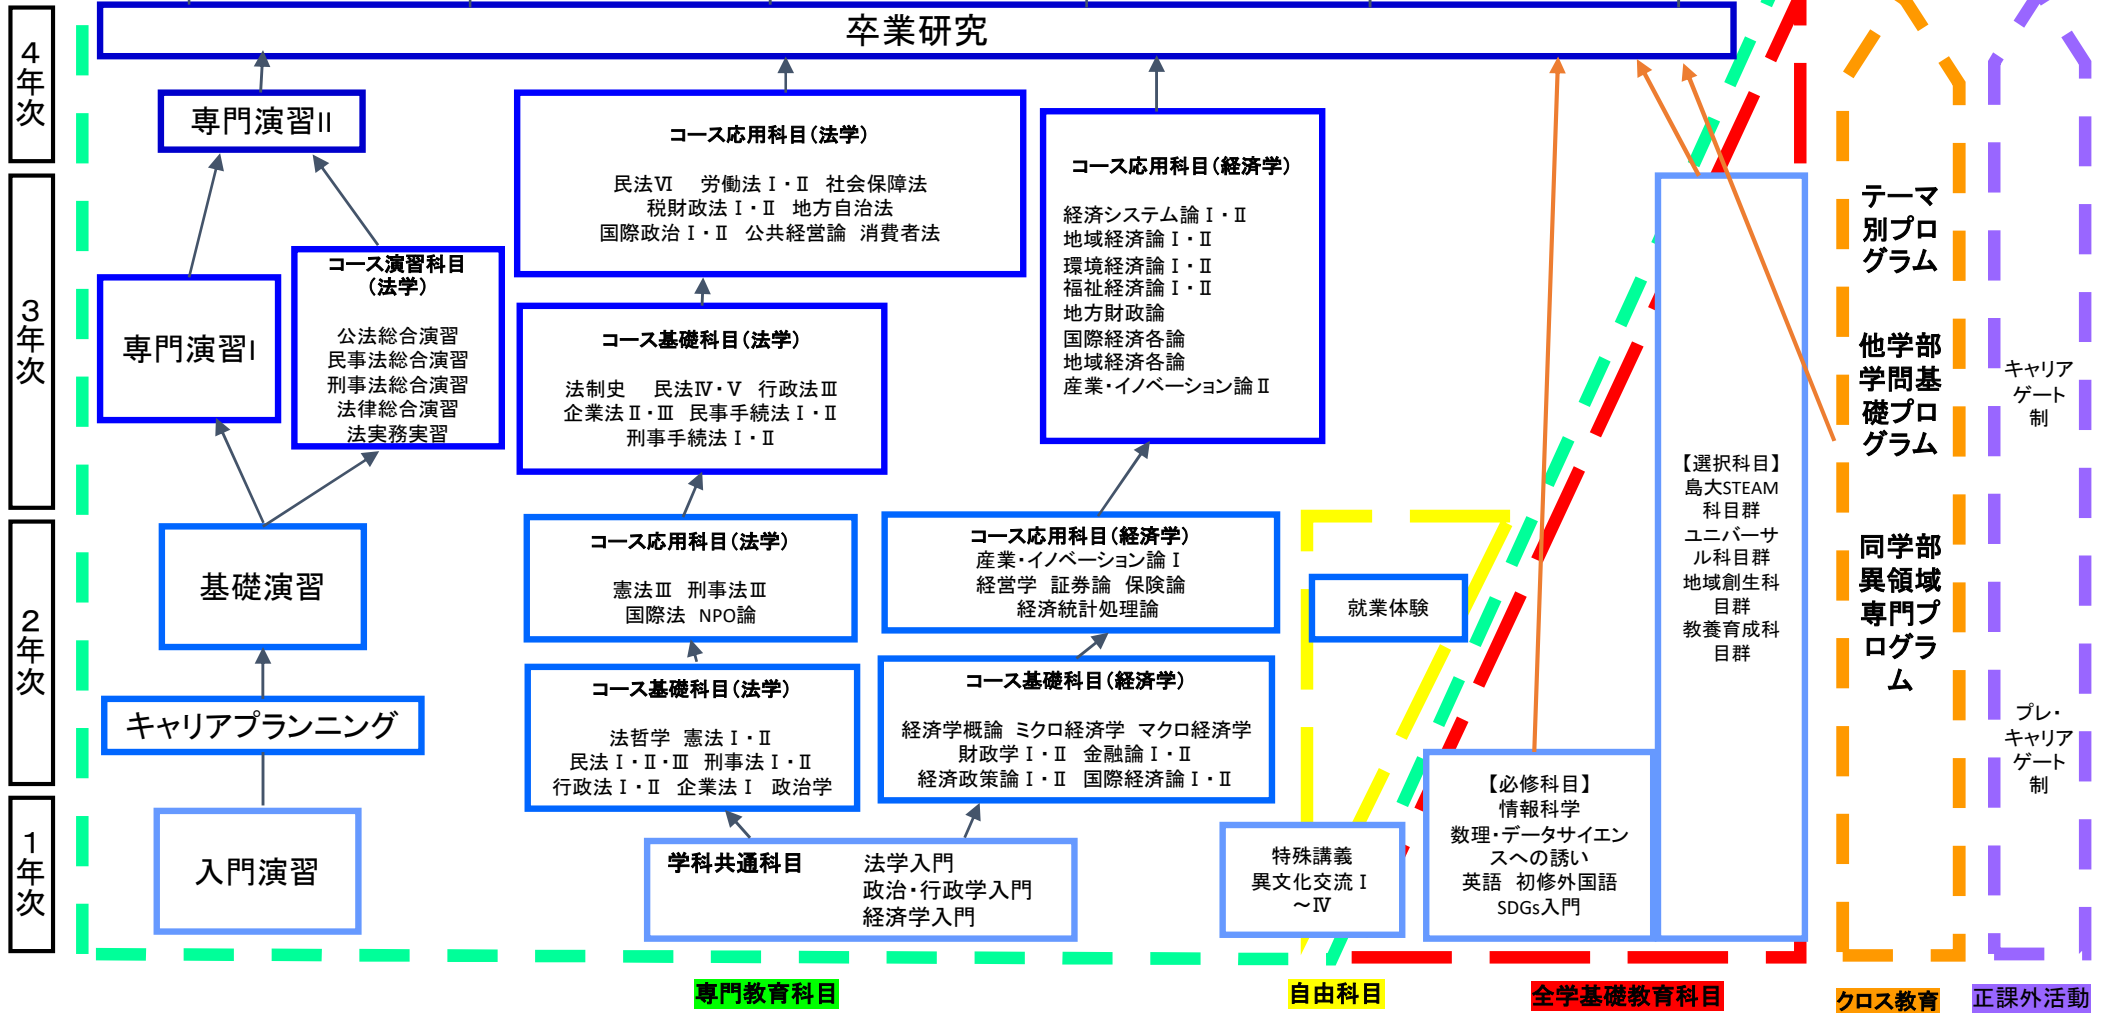 4年次
3年次
2年次
1年次
卒業研究
専門演習II
専門演習I
コース演習科目
（法学）
公法総合演習
民事法総合演習
刑事法総合演習
法律総合演習
法実務実習
基礎演習
キャリアプランニング
入門演習
コース応用科目（法学）
民法Ⅵ　労働法Ⅰ・Ⅱ　社会保障法
税財政法Ⅰ・Ⅱ　地方自治法
国際政治Ⅰ・Ⅱ　公共経営論　消費者法
コース基礎科目（法学）
法制史　民法Ⅳ・Ⅴ　行政法Ⅲ
企業法Ⅱ・Ⅲ　民事手続法Ⅰ・Ⅱ
刑事手続法Ⅰ・Ⅱ
コース応用科目（法学）
憲法Ⅲ　刑事法Ⅲ
国際法　NPO論
コース基礎科目（法学）
法哲学　憲法Ⅰ・Ⅱ
民法Ⅰ・Ⅱ・Ⅲ　刑事法Ⅰ・Ⅱ
行政法Ⅰ・Ⅱ　企業法Ⅰ　政治学
コース応用科目（経済学）
経済システム論Ⅰ・Ⅱ
地域経済論Ⅰ・Ⅱ
環境経済論Ⅰ・Ⅱ
福祉経済論Ⅰ・Ⅱ
地方財政論
国際経済各論
地域経済各論
産業・イノベーション論Ⅱ
コース応用科目（経済学）
産業・イノベーション論Ⅰ
経営学　証券論　保険論
経済統計処理論
コース基礎科目（経済学）
経済学概論　ミクロ経済学　マクロ経済学
財政学Ⅰ・Ⅱ　金融論Ⅰ・Ⅱ
経済政策論Ⅰ・Ⅱ　国際経済論Ⅰ・Ⅱ
学科共通科目　法学入門
政治・行政学入門
経済学入門
就業体験
特殊講義
異文化交流Ⅰ
～Ⅳ
【必修科目】
情報科学
数理・データサイエン
スへの誘い
英語　初修外国語
SDGs入門
【選択科目】
島大STEAM
科目群
ユニバーサ
ル科目群
地域創生科
目群
教養育成科
目群
テーマ
別プロ
グラム
他学部
学問基
礎プロ
グラム
同学部
異領域
専門プ
ログラ
ム
キャリア
ゲート
制
プレ・
キャリア
ゲート
制
専門教育科目
自由科目
全学基礎教育科目
クロス教育
正課外活動